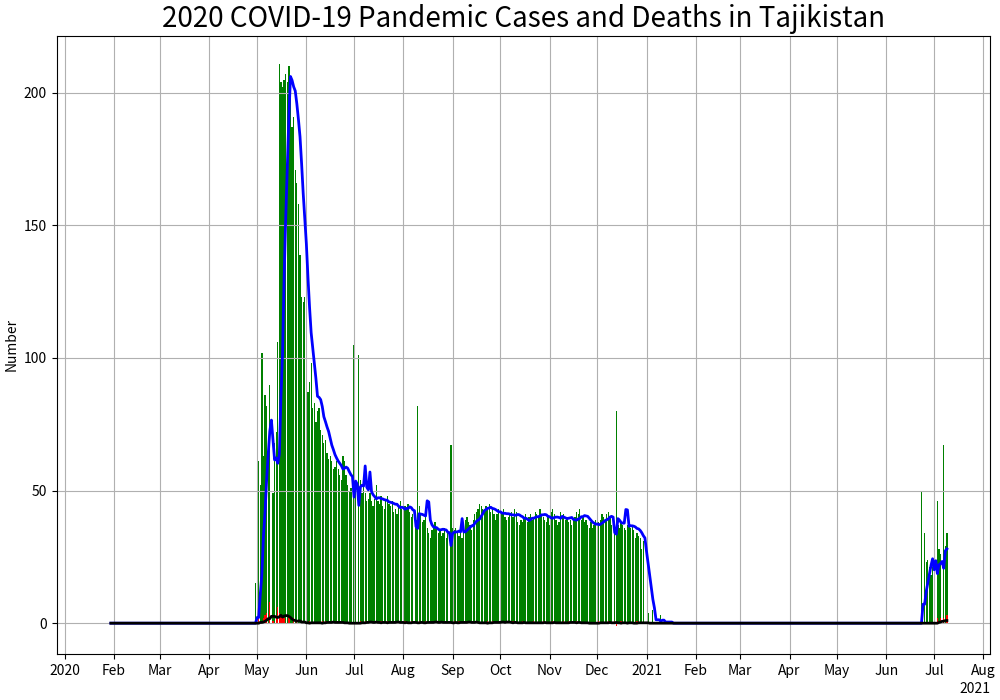 2020 COVID-19 Pandemic Cases and Deaths in Tajikistan
Number
200
150
100
50
0
2020 Feb Mar Apr May Jun Jul Aug Sep Oct Nov Dec 2021 Feb Mar Apr May Jun Jul Aug
2021